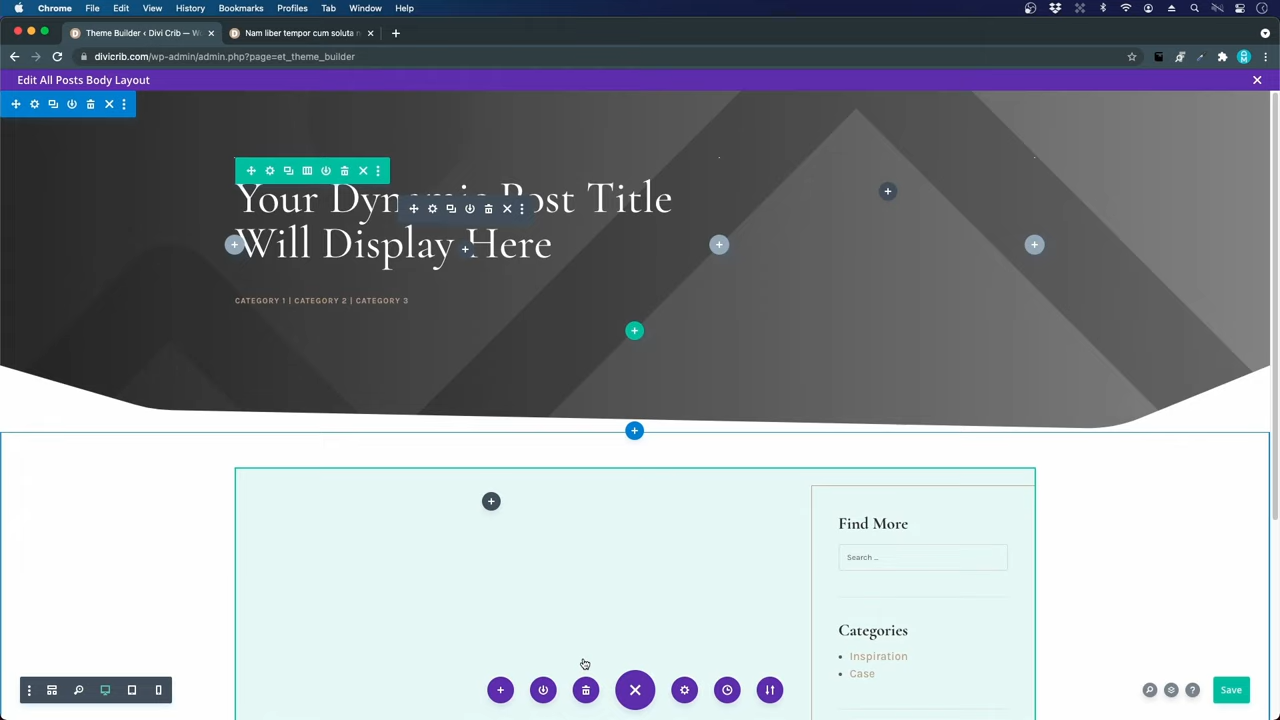 Chrome File Edit View History Bookmarks Profiles Tab Window Help
Theme Builder ‹ Divi Crib — W
Nam liber tempor cum soluta n
divicrib.com/wp-admin/admin.php?page=et_theme_builder
Edit All Posts Body Layout
Your Dynamic Post Title
Will Display Here
CATEGORY 1 | CATEGORY 2 | CATEGORY 3
Find More
Search ...
Categories
Inspiration
Case
Save